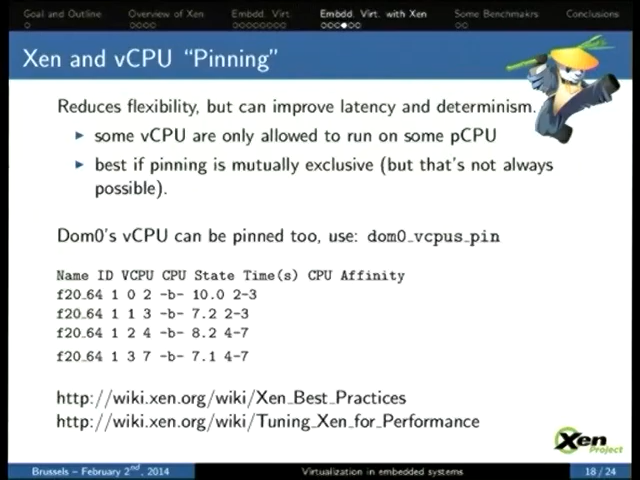 Goal and Outline Overview of Xen Embdd. Virt. Embdd. Virt. with Xen Some Benchmakrs Conclusions
Xen and vCPU "Pinning"
Reduces flexibility, but can improve latency and determinism.
some vCPU are only allowed to run on some pCPU
best if pinning is mutually exclusive (but that's not always
possible).
Dom0's vCPU can be pinned too, use: dom0_vcpus_pin
Name ID VCPU CPU State Time(s) CPU Affinity
f20_64 1 0 2 -b- 10.0 2-3
f20_64 1 1 3 -b- 7.2 2-3
f20_64 1 2 4 -b- 8.2 4-7
f20_64 1 3 7 -b- 7.1 4-7
http://wiki.xen.org/wiki/Xen_Best_Practices
http://wiki.xen.org/wiki/Tuning_Xen_for_Performance
Xen
Project
Brussels – February 2nd, 2014 Virtualization in embedded systems 18 / 24